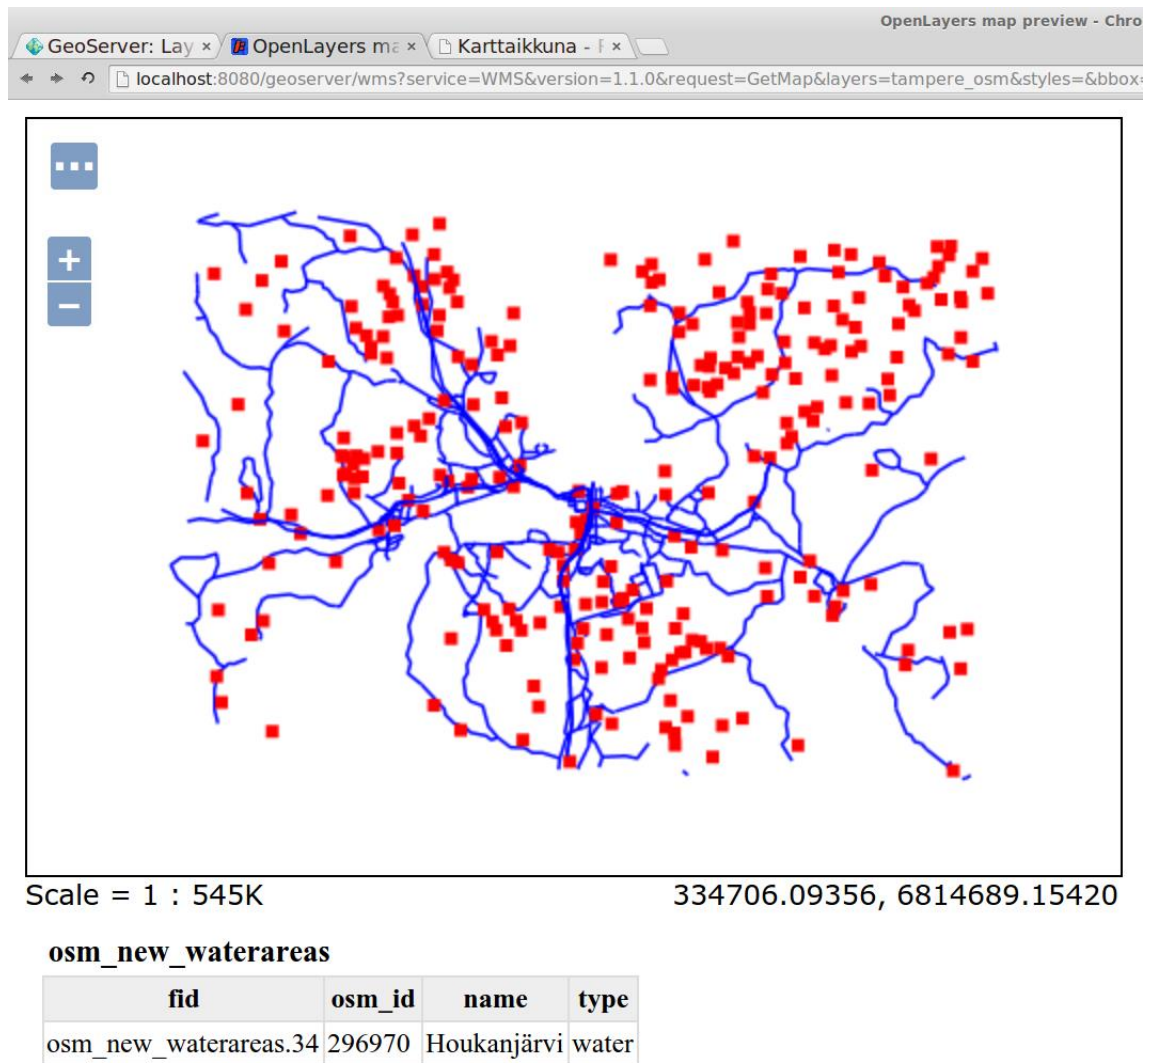 OpenLayers map preview - Chro
GeoServer: Lay × OpenLayers ma × Karttaikkuna - ×
localhost:8080/geoserver/wms?service=WMS&version=1.1.0&request=GetMap&layers=tampere_osm&styles=&bbox=
+
−
Scale = 1 : 545K 334706.09356, 6814689.15420
osm_new_waterareas
fid osm_id name type
osm_new_waterareas.34 296970 Houkanjärvi water